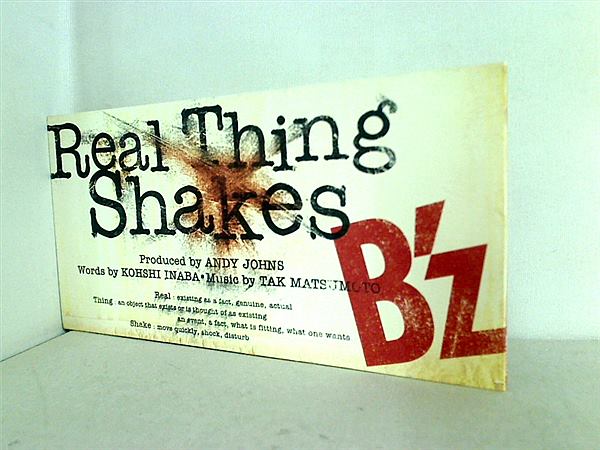 Real Thing
Shakes
B'z
Produced by ANDY JOHNS
Words by KOHSHI INABA•Music by TAK MATSUMOTO
Real : existing as a fact, genuine, actual
Thing : an object that exists or is thought of as existing
an event, a fact, what is fitting, what one wants
Shake : move quickly, shock, disturb